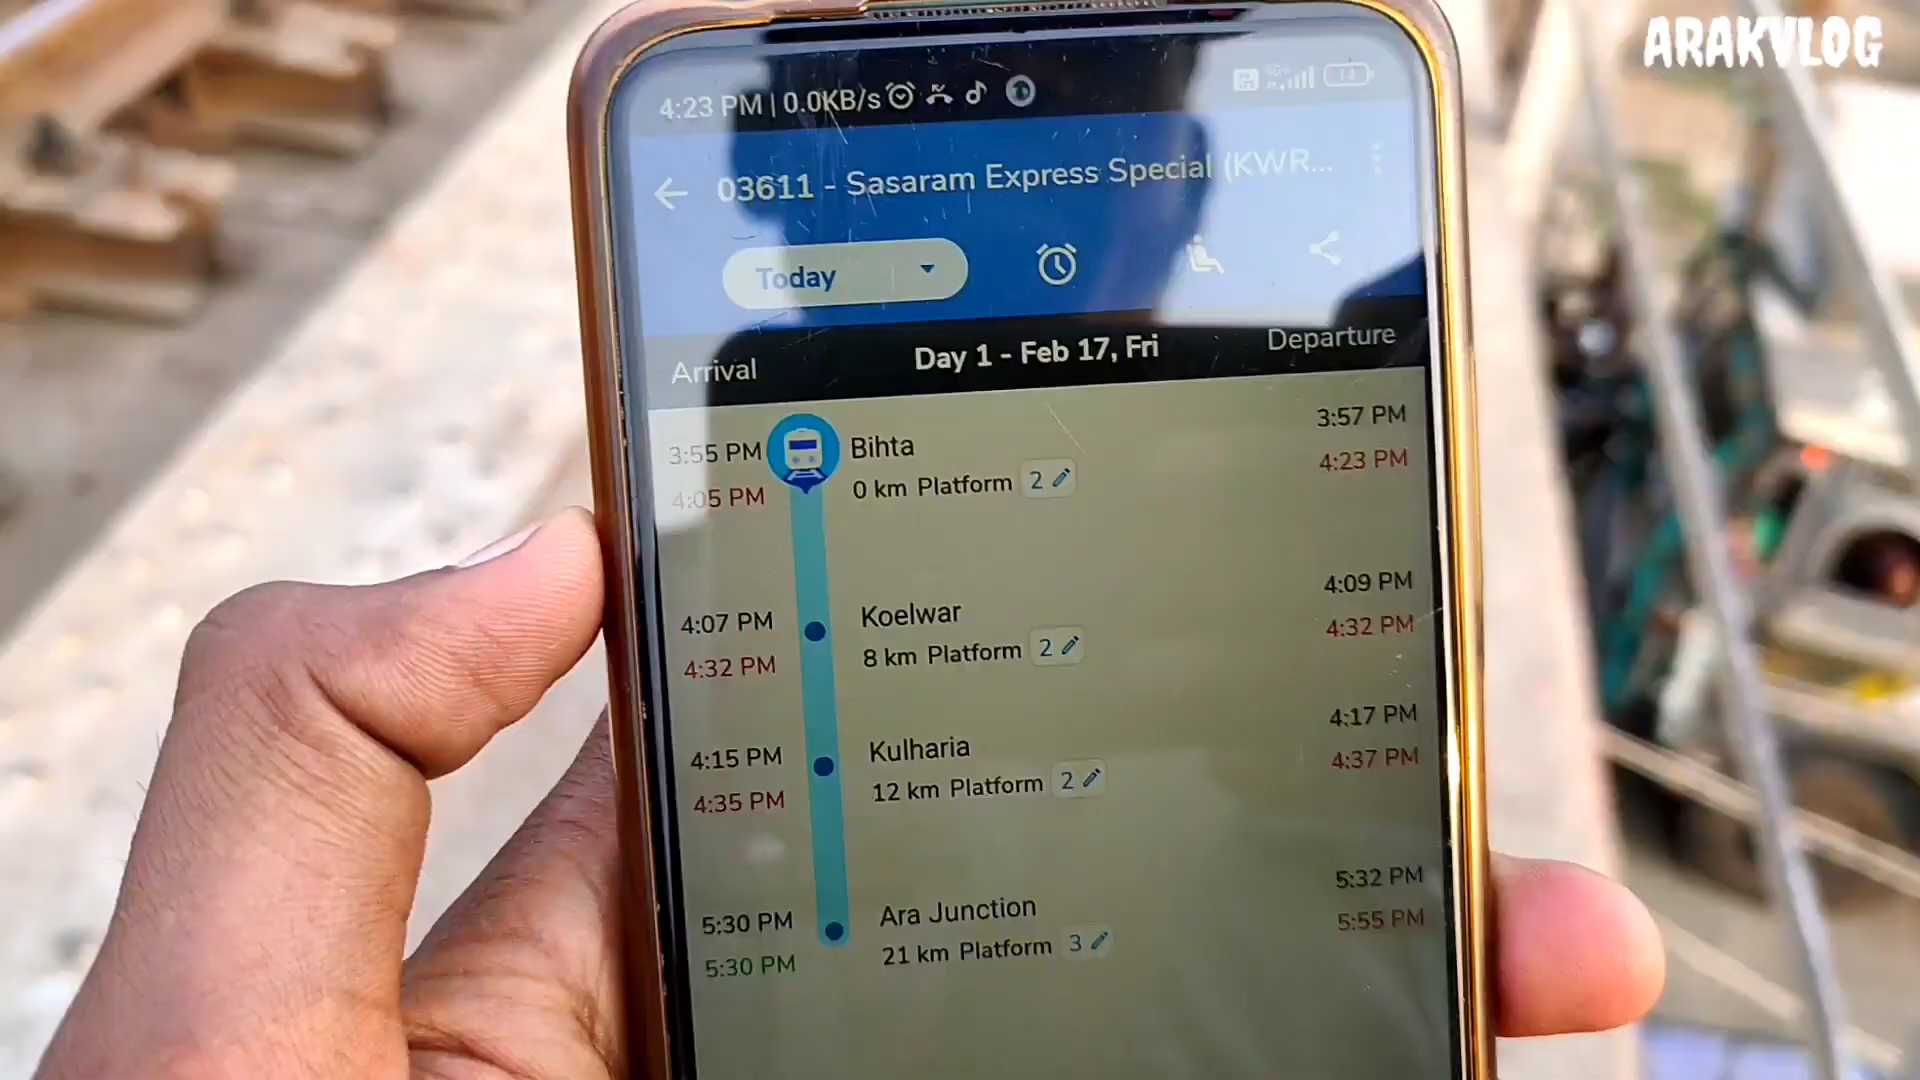 ARAKVLOG
4:23 PM | 0.0KB/s
14
03611 - Sasaram Express Special (KWR...
Today
Arrival Day 1 - Feb 17, Fri Departure
3:55 PM Bihta 3:57 PM
4:05 PM 0 km Platform 2 4:23 PM
4:07 PM Koelwar 4:09 PM
4:32 PM 8 km Platform 2 4:32 PM
4:15 PM Kulharia 4:17 PM
4:35 PM 12 km Platform 2 4:37 PM
5:30 PM Ara Junction 5:32 PM
5:30 PM 21 km Platform 3 5:55 PM